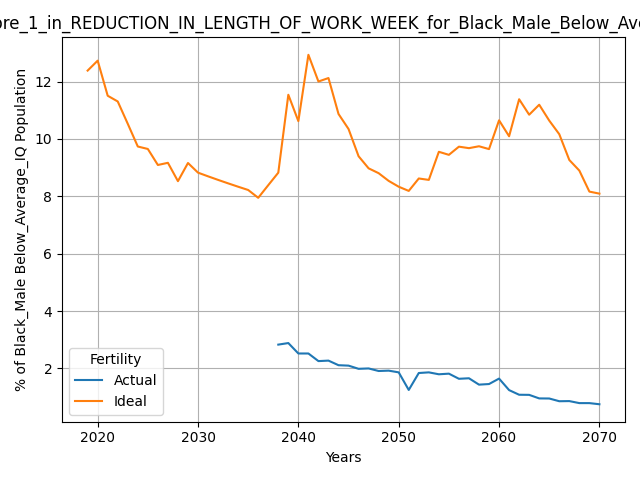 ore_1_in_REDUCTION_IN_LENGTH_OF_WORK_WEEK_for_Black_Male_Below_Ave
% of Black_Male Below_Average_IQ Population
12
10
8
6
4
2
Fertility
Actual
Ideal
2020 2030 2040 2050 2060 2070
Years